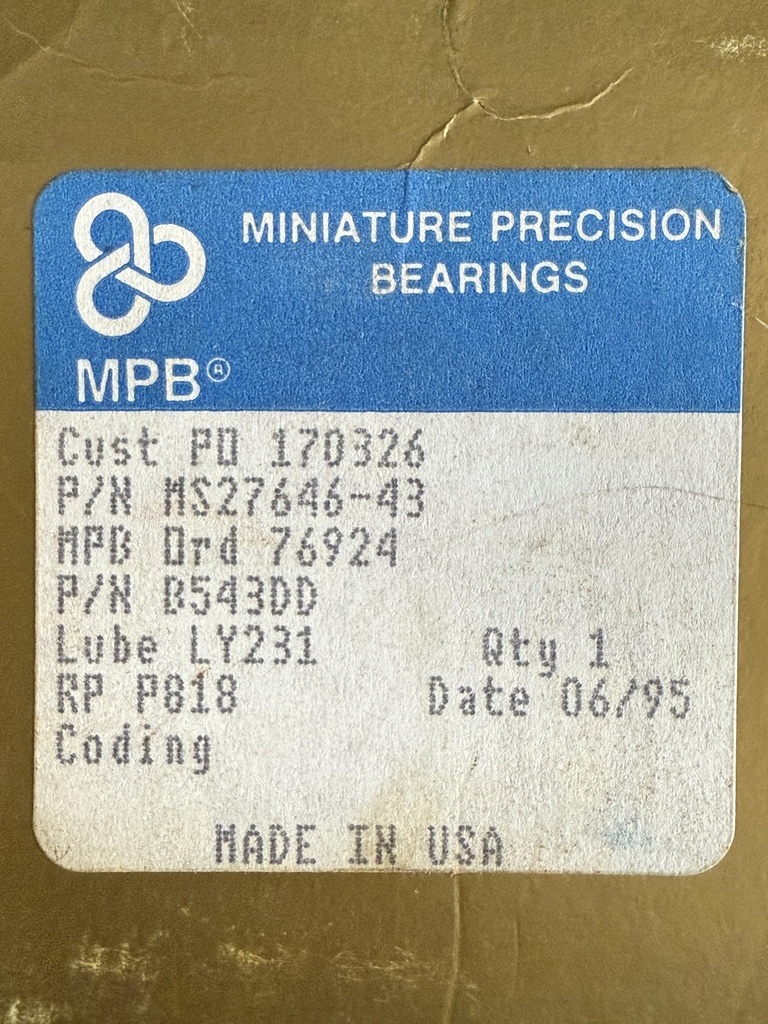 MINIATURE PRECISION
BEARINGS
MPB®
Cust PO 170326
P/N MS27646-43
MPB Ord 76924
P/N B543DD
Lube LY231 Qty 1
RP P818 Date 06/95
Coding
MADE IN USA